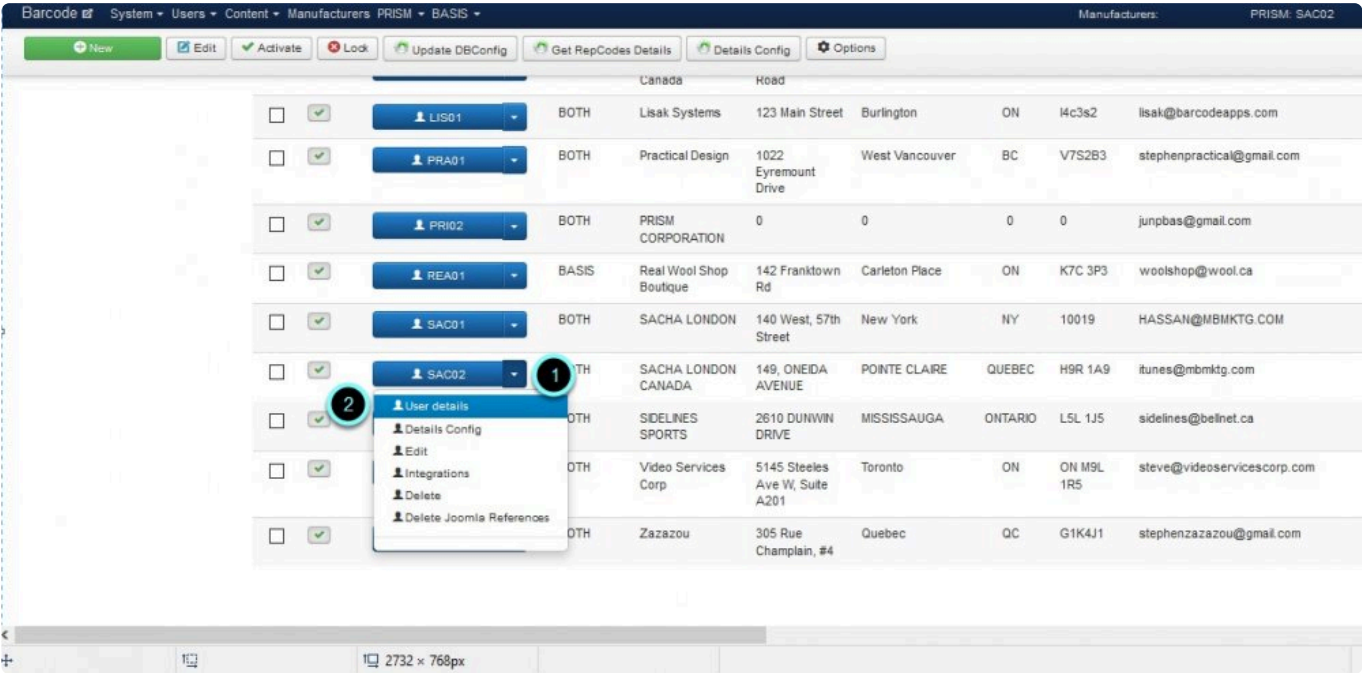 Barcode System Users Content Manufacturers PRISM BASIS Manufacturers: PRISM: SAC02
New Edit Activate Lock Update DBConfig Get RepCodes Details Details Config Options
Canada Road
LIS01 BOTH Lisak Systems 123 Main Street Burlington ON l4c3s2 lisak@barcodeapps.com
PRA01 BOTH Practical Design 1022 West Vancouver BC V7S2B3 stephenpractical@gmail.com
Eyremount
Drive
PRI02 BOTH PRISM 0 0 0 0 junpbas@gmail.com
CORPORATION
REA01 BASIS Real Wool Shop 142 Franktown Carleton Place ON K7C 3P3 woolshop@wool.ca
Boutique Rd
SAC01 BOTH SACHA LONDON 140 West, 57th New York NY 10019 HASSAN@MBMKTG.COM
Street
SAC02 1 TH SACHA LONDON 149, ONEIDA POINTE CLAIRE QUEBEC H9R 1A9 itunes@mbmktg.com
CANADA AVENUE
2 User details
OTH SIDELINES 2610 DUNWIN MISSISSAUGA ONTARIO L5L 1J5 sidelines@bellnet.ca
Details Config SPORTS DRIVE
Edit
Integrations OTH Video Services 5145 Steeles Toronto ON ON M9L steve@videoservicescorp.com
Delete Corp Ave W, Suite 1R5
A201
Delete Joomla References
OTH Zazazou 305 Rue Quebec QC G1K4J1 stephenzazazou@gmail.com
Champlain, #4
2732 × 768px